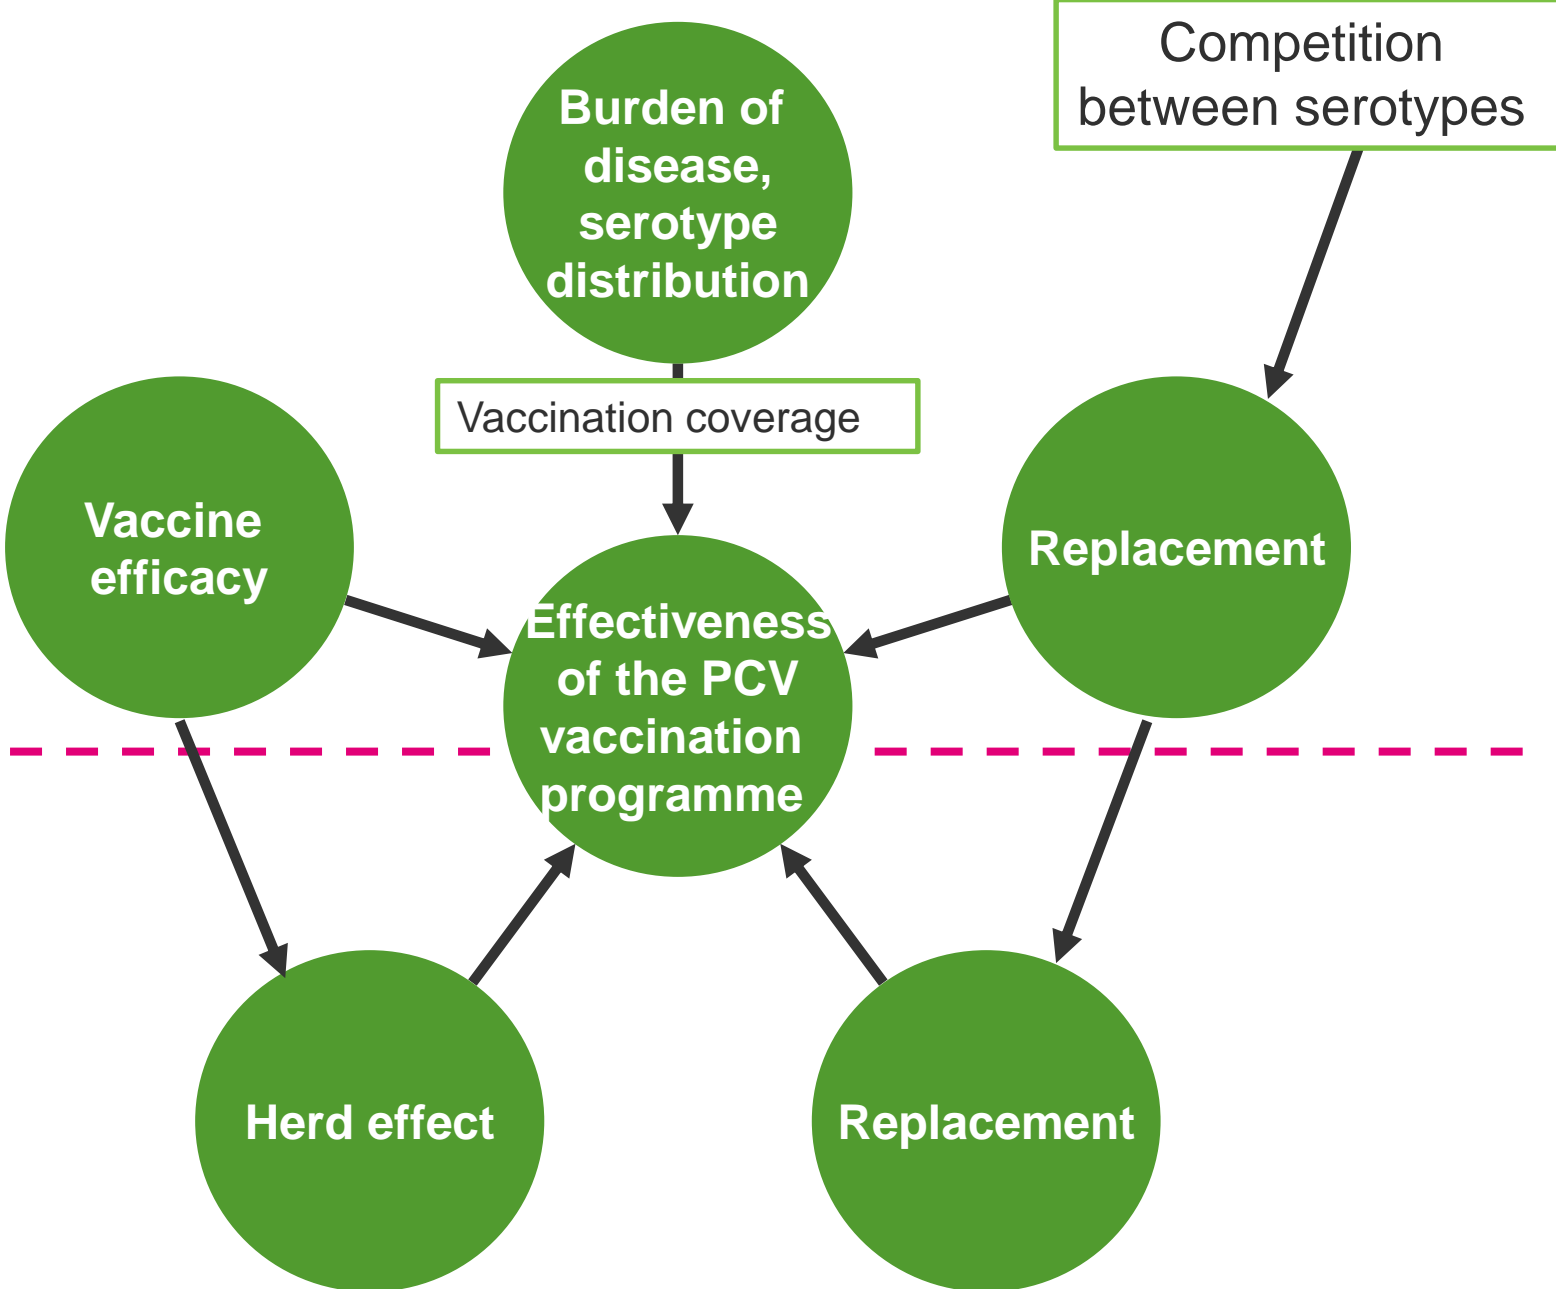 Competition
between serotypes
Burden of
disease,
serotype
distribution
Vaccination coverage
Vaccine
efficacy
Replacement
Effectiveness
of the PCV
vaccination
programme
Herd effect
Replacement